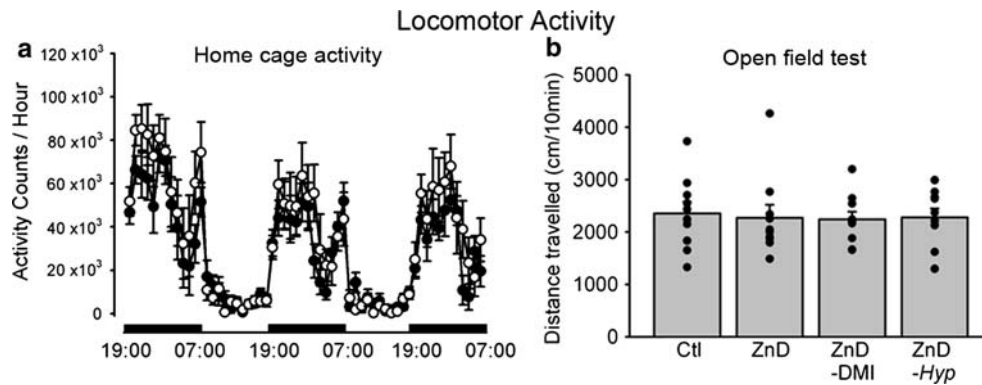 Locomotor Activity
a
Home cage activity
Activity Counts / Hour
120 x10³
100 x10³
80 x10³
60 x10³
40 x10³
20 x10³
0
19:00 07:00 19:00 07:00 19:00 07:00
b
Open field test
Distance travelled (cm/10min)
5000
4000
3000
2000
1000
0
Ctl ZnD ZnD ZnD
-DMI -Hyp